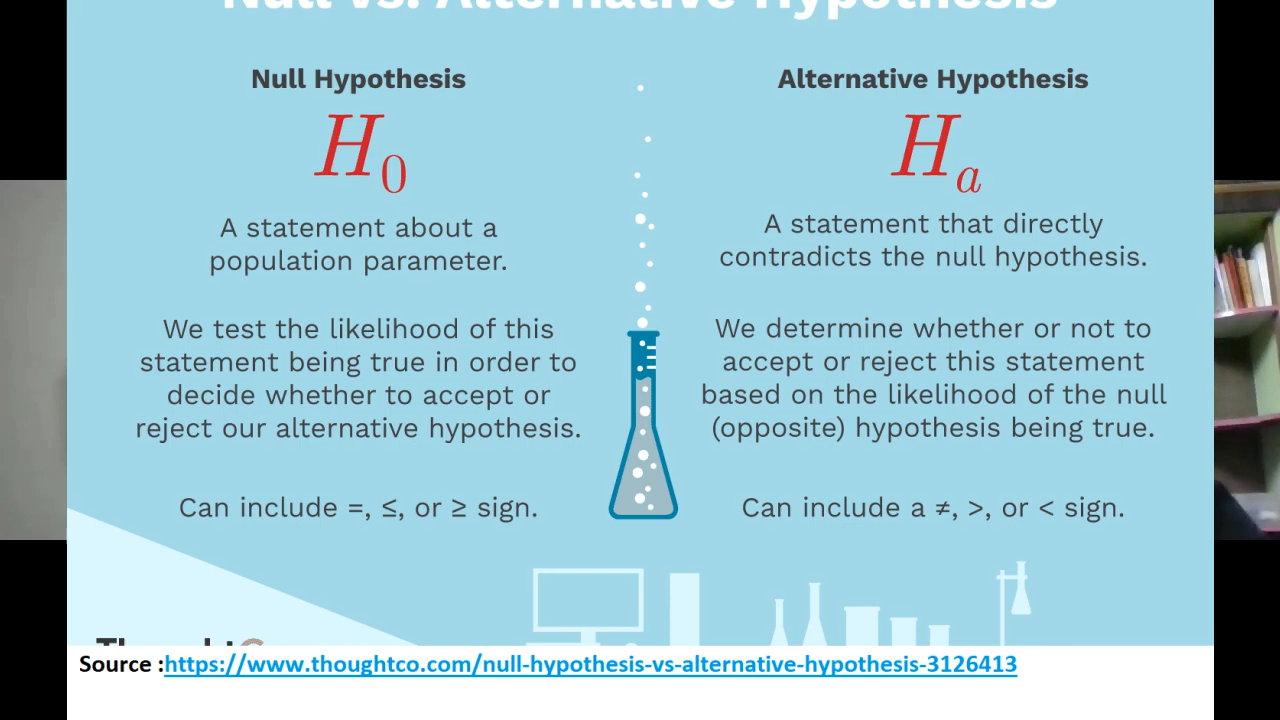 Null vs. Alternative Hypothesis
Null Hypothesis
H0
A statement about a
population parameter.
We test the likelihood of this
statement being true in order to
decide whether to accept or
reject our alternative hypothesis.
Can include =, ≤, or ≥ sign.
Alternative Hypothesis
Ha
A statement that directly
contradicts the null hypothesis.
We determine whether or not to
accept or reject this statement
based on the likelihood of the null
(opposite) hypothesis being true.
Can include a ≠, >, or < sign.
Source :https://www.thoughtco.com/null-hypothesis-vs-alternative-hypothesis-3126413